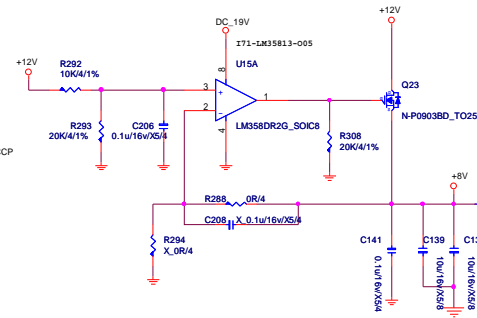 +12V
DC_19V
I71-LM35813-O05
+12V
R292
10K/4/1%
U15A
8
3
+
2
-
1
4
Q23
N-P0903BD_TO25
R293
20K/4/1%
C206
0.1u/16v/X5/4
LM358DR2G_SOIC8
R308
20K/4/1%
CCP
+8V
R288
0R/4
C208
X_0.1u/16v/X5/4
R294
X_0R/4
C141
0.1u/16v/X5/4
C139
10u/16v/X5/8
C13
10u/16v/X5/8